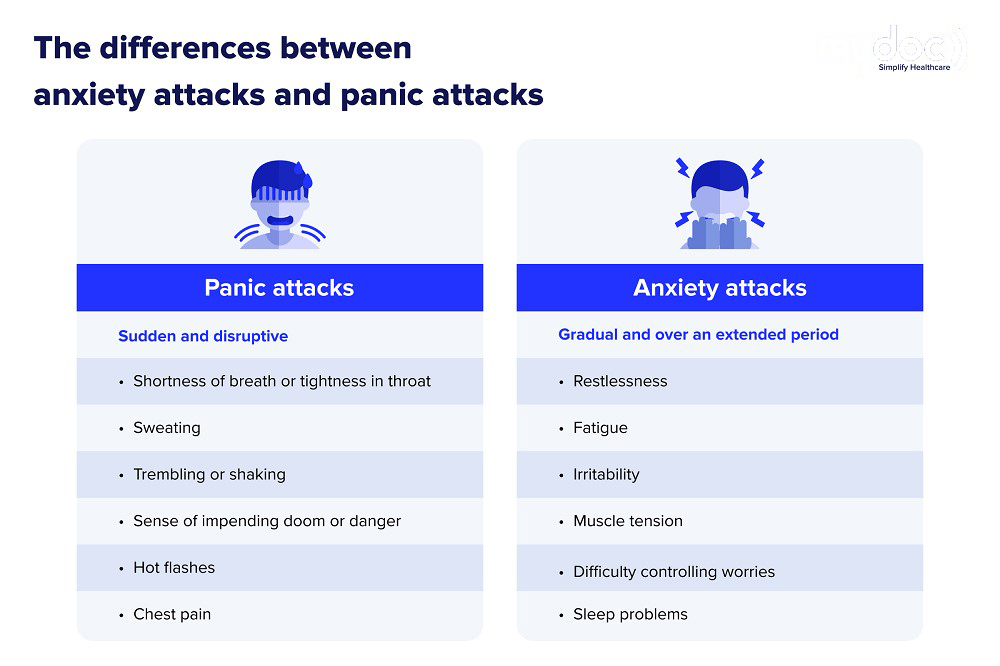 The differences between
anxiety attacks and panic attacks
doc
Simplify Healthcare
Panic attacks
Sudden and disruptive
• Shortness of breath or tightness in throat
• Sweating
• Trembling or shaking
• Sense of impending doom or danger
• Hot flashes
• Chest pain
Anxiety attacks
Gradual and over an extended period
• Restlessness
• Fatigue
• Irritability
• Muscle tension
• Difficulty controlling worries
• Sleep problems